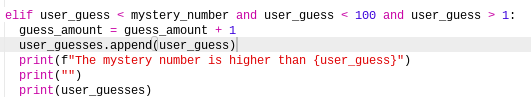 elif user_guess < mystery_number and user_guess < 100 and user_guess > 1:
  guess_amount = guess_amount + 1
  user_guesses.append(user_guess)
  print(f"The mystery number is higher than {user_guess}")
  print("")
  print(user_guesses)